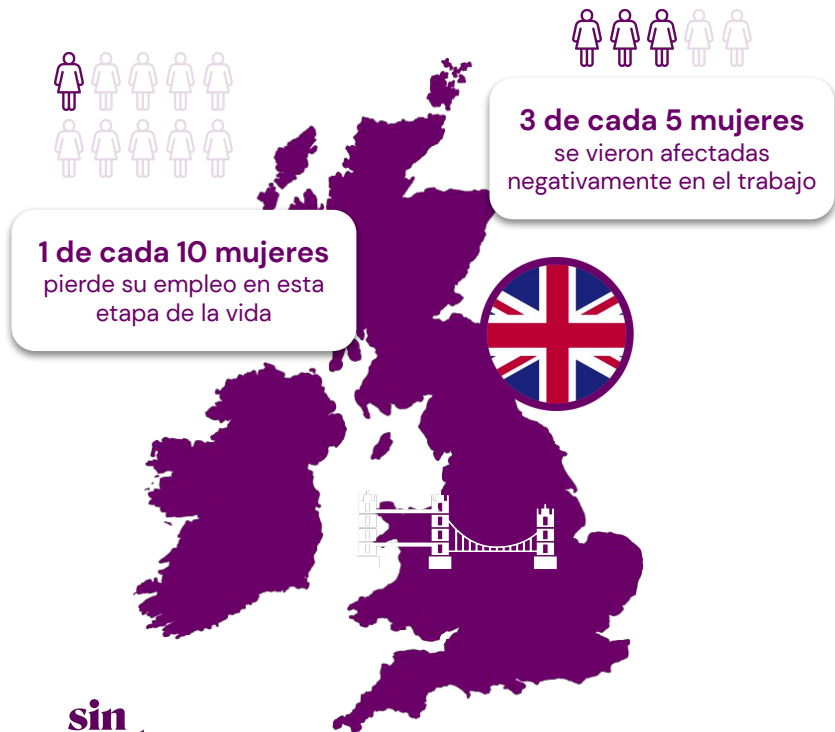 3 de cada 5 mujeres
se vieron afectadas
negativamente en el trabajo
1 de cada 10 mujeres
pierde su empleo en esta
etapa de la vida
sin